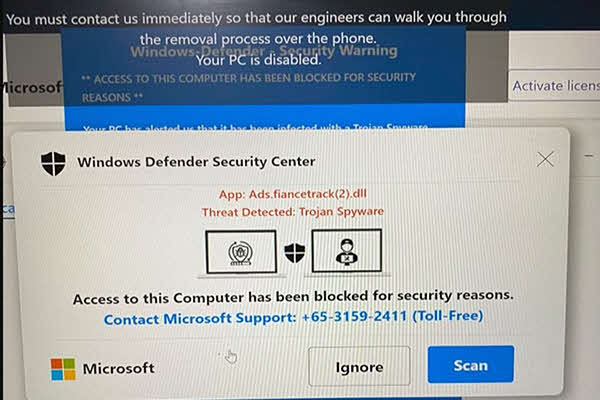 You must contact us immediately so that our engineers can walk you through
the removal process over the phone.
Windows-Defender - Security Warning
Your PC is disabled.
** ACCESS TO THIS COMPUTER HAS BEEN BLOCKED FOR SECURITY
REASONS **
Microsoft
Activate licens
Your PC has alerted us that it has been infected with a Trojan Spyware.
Windows Defender Security Center
App: Ads.fiancetrack(2).dll
Threat Detected: Trojan Spyware
Access to this Computer has been blocked for security reasons.
Contact Microsoft Support: +65-3159-2411 (Toll-Free)
Microsoft
Ignore
Scan